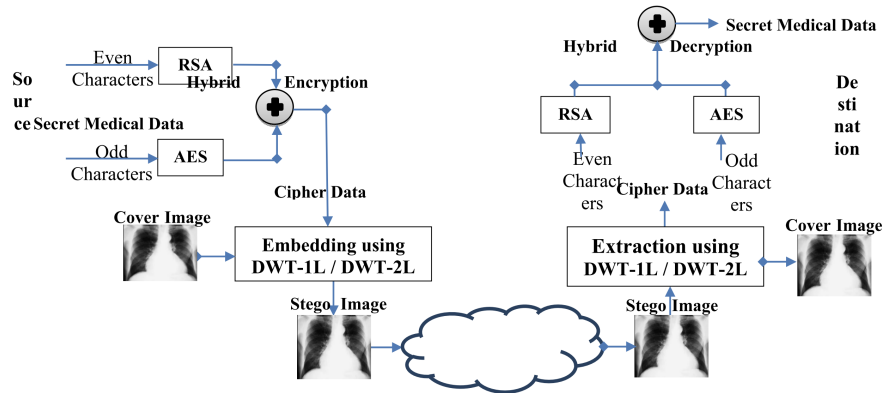 Even
Characters
RSA
Hybrid Encryption
So
ur
ce
Secret Medical Data
Odd
Characters
AES
Cipher Data
Cover Image
Embedding using
DWT-1L / DWT-2L
Stego Image
Secret Medical Data
Hybrid Decryption
RSA
AES
De
sti
nat
ion
Even
Charact
ers
Odd
Charact
ers
Cipher Data
Extraction using
DWT-1L / DWT-2L
Cover Image
Stego Image